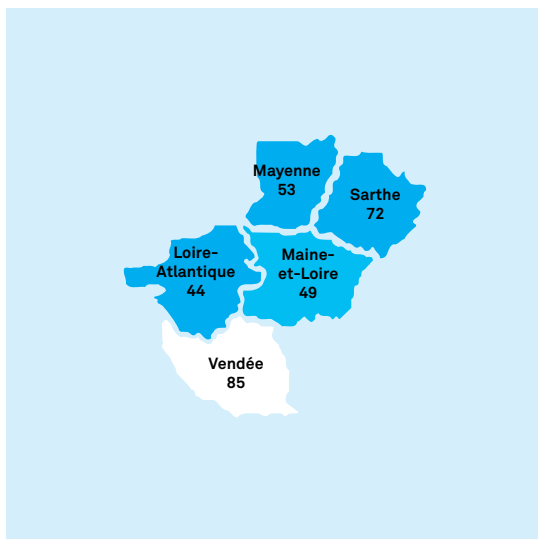 Mayenne
53
Sarthe
72
Loire-
Atlantique
44
Maine-
et-Loire
49
Vendée
85